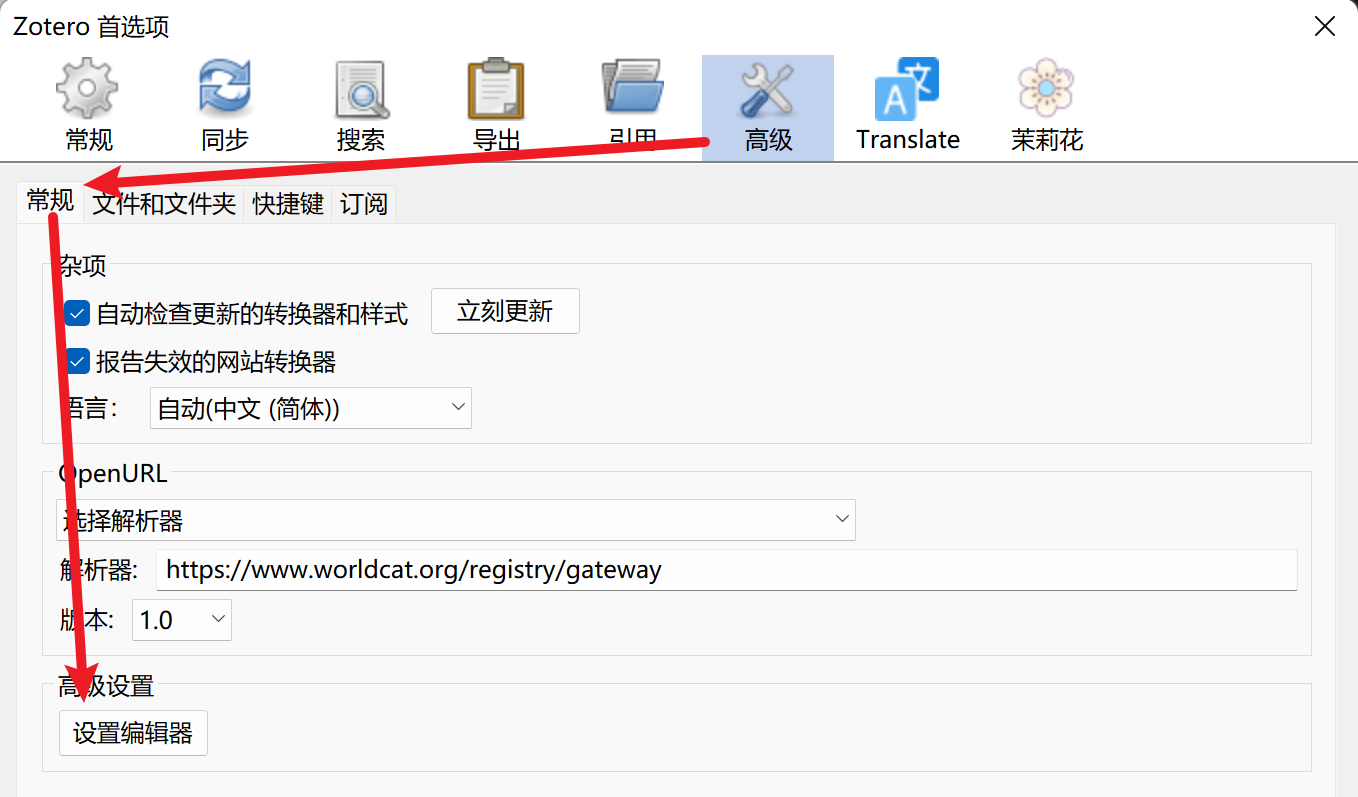 Zotero 首选项
常规 同步 搜索 导出 引用 高级 Translate 茉莉花
常规 文件和文件夹 快捷键 订阅
杂项
自动检查更新的转换器和样式 立刻更新
报告失效的网站转换器
语言： 自动(中文 (简体))
OpenURL
选择解析器
解析器: https://www.worldcat.org/registry/gateway
版本: 1.0
高级设置
设置编辑器